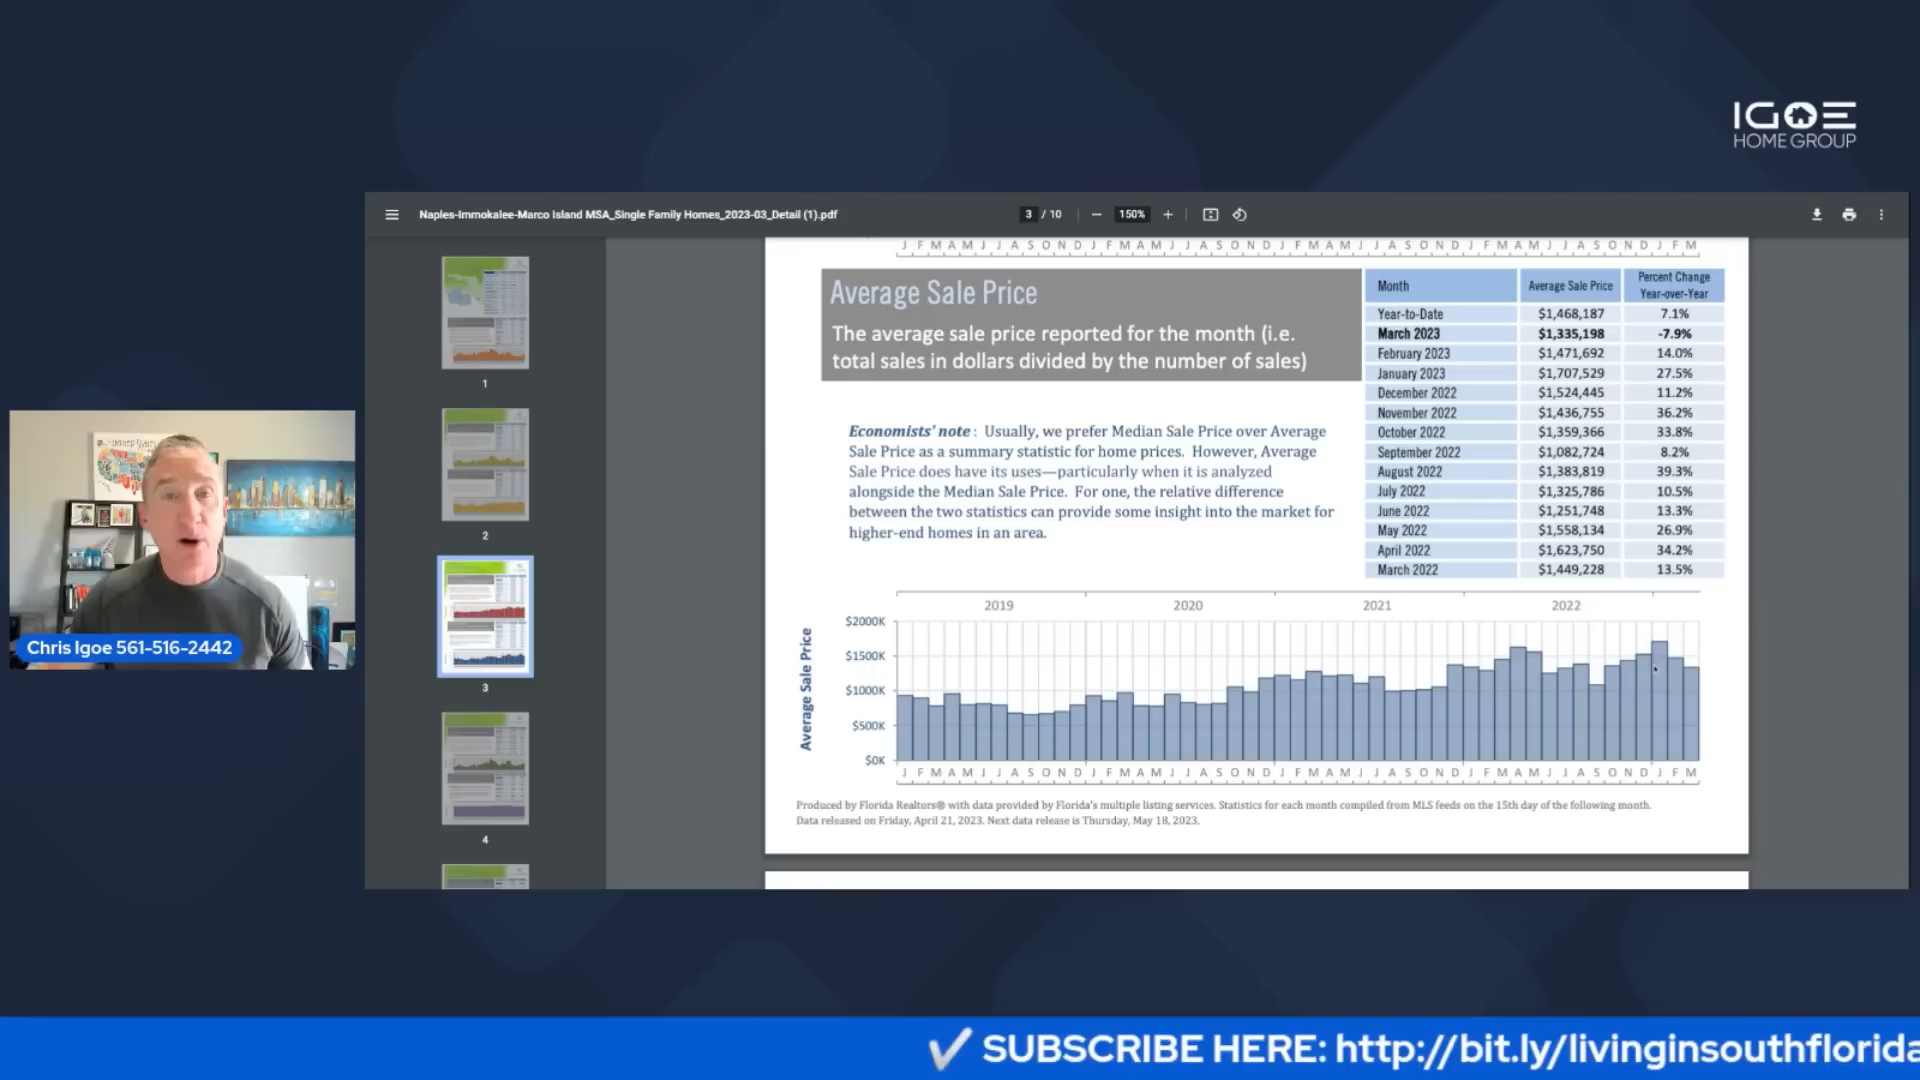 IGOE
HOME GROUP
Naples-Immokalee-Marco Island MSA_Single Family Homes_2023-03_Detail (1).pdf
3 / 10
150%
J F M A M J J A S O N D J F M A M J J A S O N D J F M A M J J A S O N D J F M A M J J A S O N D J F M
Average Sale Price
The average sale price reported for the month (i.e.
total sales in dollars divided by the number of sales)
Economists' note : Usually, we prefer Median Sale Price over Average
Sale Price as a summary statistic for home prices. However, Average
Sale Price does have its uses—particularly when it is analyzed
alongside the Median Sale Price. For one, the relative difference
between the two statistics can provide some insight into the market for
higher-end homes in an area.
Month Average Sale Price Percent Change Year-over-Year
Year-to-Date $1,468,187 7.1%
March 2023 $1,335,198 -7.9%
February 2023 $1,471,692 14.0%
January 2023 $1,707,529 27.5%
December 2022 $1,524,445 11.2%
November 2022 $1,436,755 36.2%
October 2022 $1,359,366 33.8%
September 2022 $1,082,724 8.2%
August 2022 $1,383,819 39.3%
July 2022 $1,325,786 10.5%
June 2022 $1,251,748 13.3%
May 2022 $1,558,134 26.9%
April 2022 $1,623,750 34.2%
March 2022 $1,449,228 13.5%
2019 2020 2021 2022
Average Sale Price
$2000K
$1500K
$1000K
$500K
$0K
J F M A M J J A S O N D J F M A M J J A S O N D J F M A M J J A S O N D J F M A M J J A S O N D J F M
Produced by Florida Realtors® with data provided by Florida's multiple listing services. Statistics for each month compiled from MLS feeds on the 15th day of the following month.
Data released on Friday, April 21, 2023. Next data release is Thursday, May 18, 2023.
1
2
3
4
Chris Igoe 561-516-2442
SUBSCRIBE HERE: http://bit.ly/livinginsouthflorida